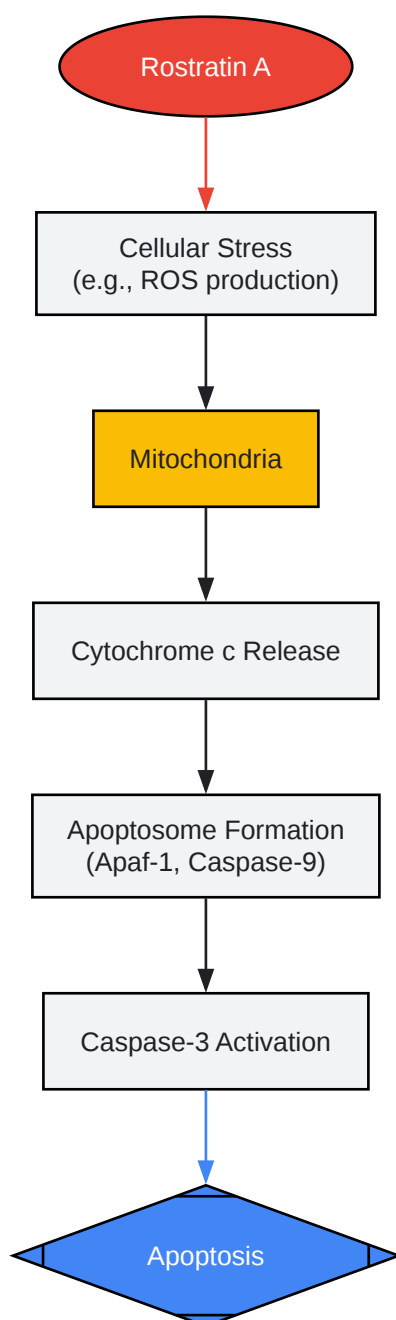 Rostratin A
Cellular Stress
(e.g., ROS production)
Mitochondria
Cytochrome c Release
Apoptosome Formation
(Apaf-1, Caspase-9)
Caspase-3 Activation
Apoptosis